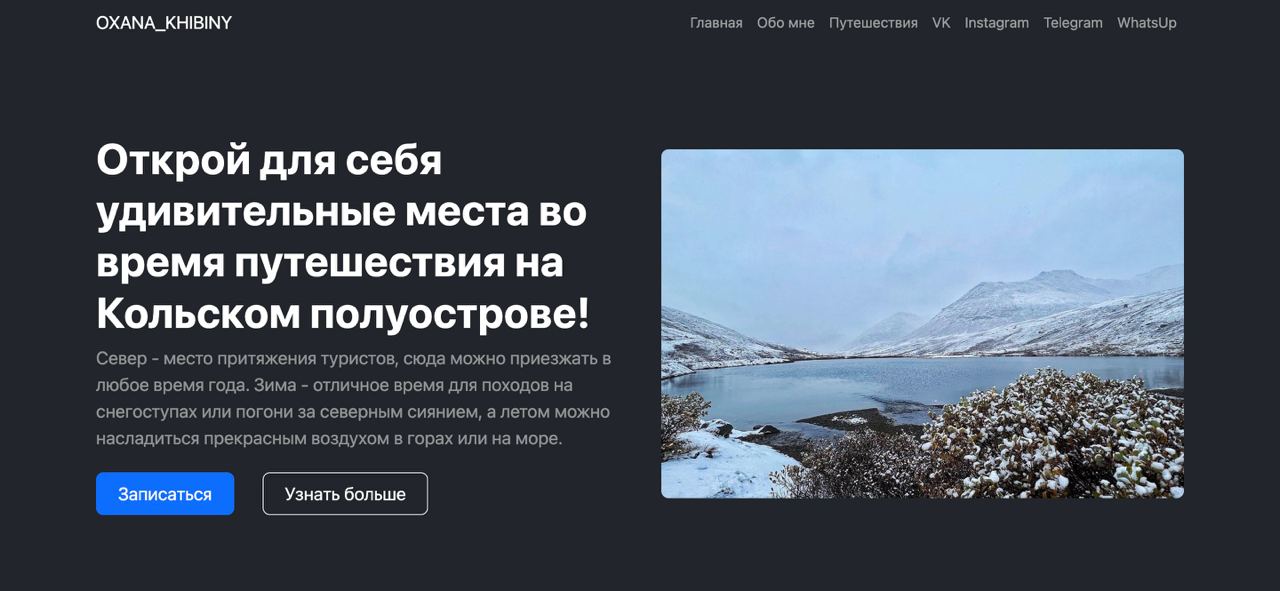 OXANA_KHIBINY
Главная Обо мне Путешествия VK Instagram Telegram WhatsUp
Открой для себя
удивительные места во
время путешествия на
Кольском полуострове!
Север - место притяжения туристов, сюда можно приезжать в
любое время года. Зима - отличное время для походов на
снегоступах или погони за северным сиянием, а летом можно
насладиться прекрасным воздухом в горах или на море.
Записаться Узнать больше